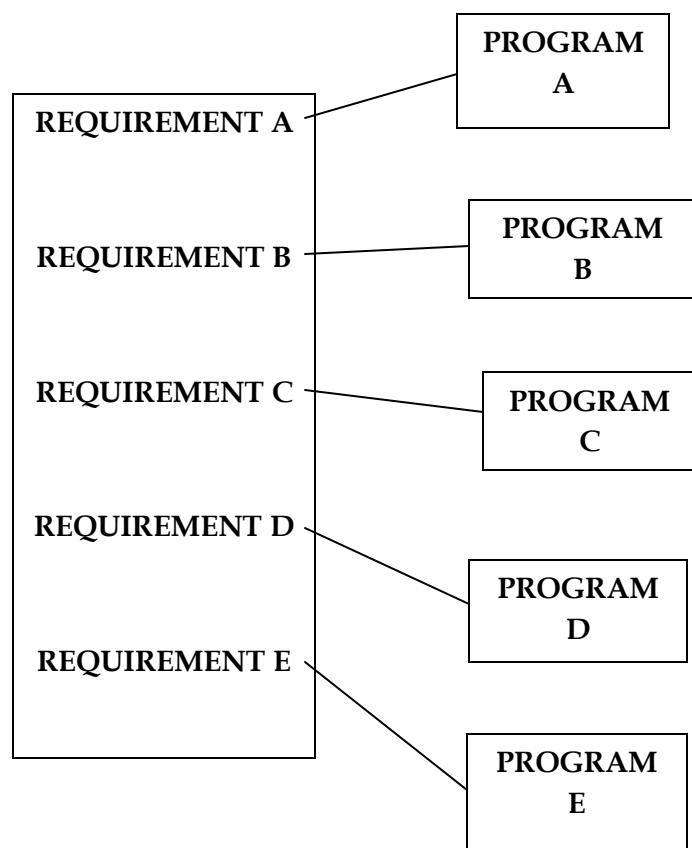 REQUIREMENT A
REQUIREMENT B
REQUIREMENT C
REQUIREMENT D
REQUIREMENT E
PROGRAM
A
PROGRAM
B
PROGRAM
C
PROGRAM
D
PROGRAM
E